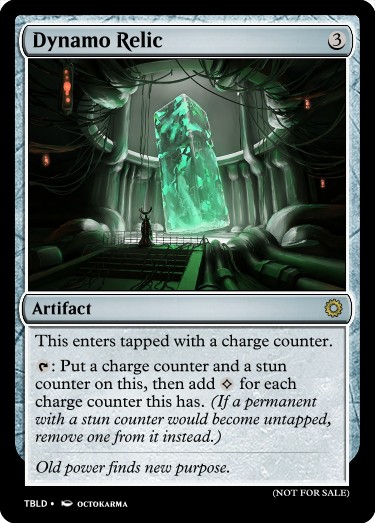 Dynamo Relic 3
Artifact
This enters tapped with a charge counter.
: Put a charge counter and a stun
counter on this, then add for each
charge counter this has. (If a permanent
with a stun counter would become untapped,
remove one from it instead.)
Old power finds new purpose.
(NOT FOR SALE)
TBLD • OCTOKARMA